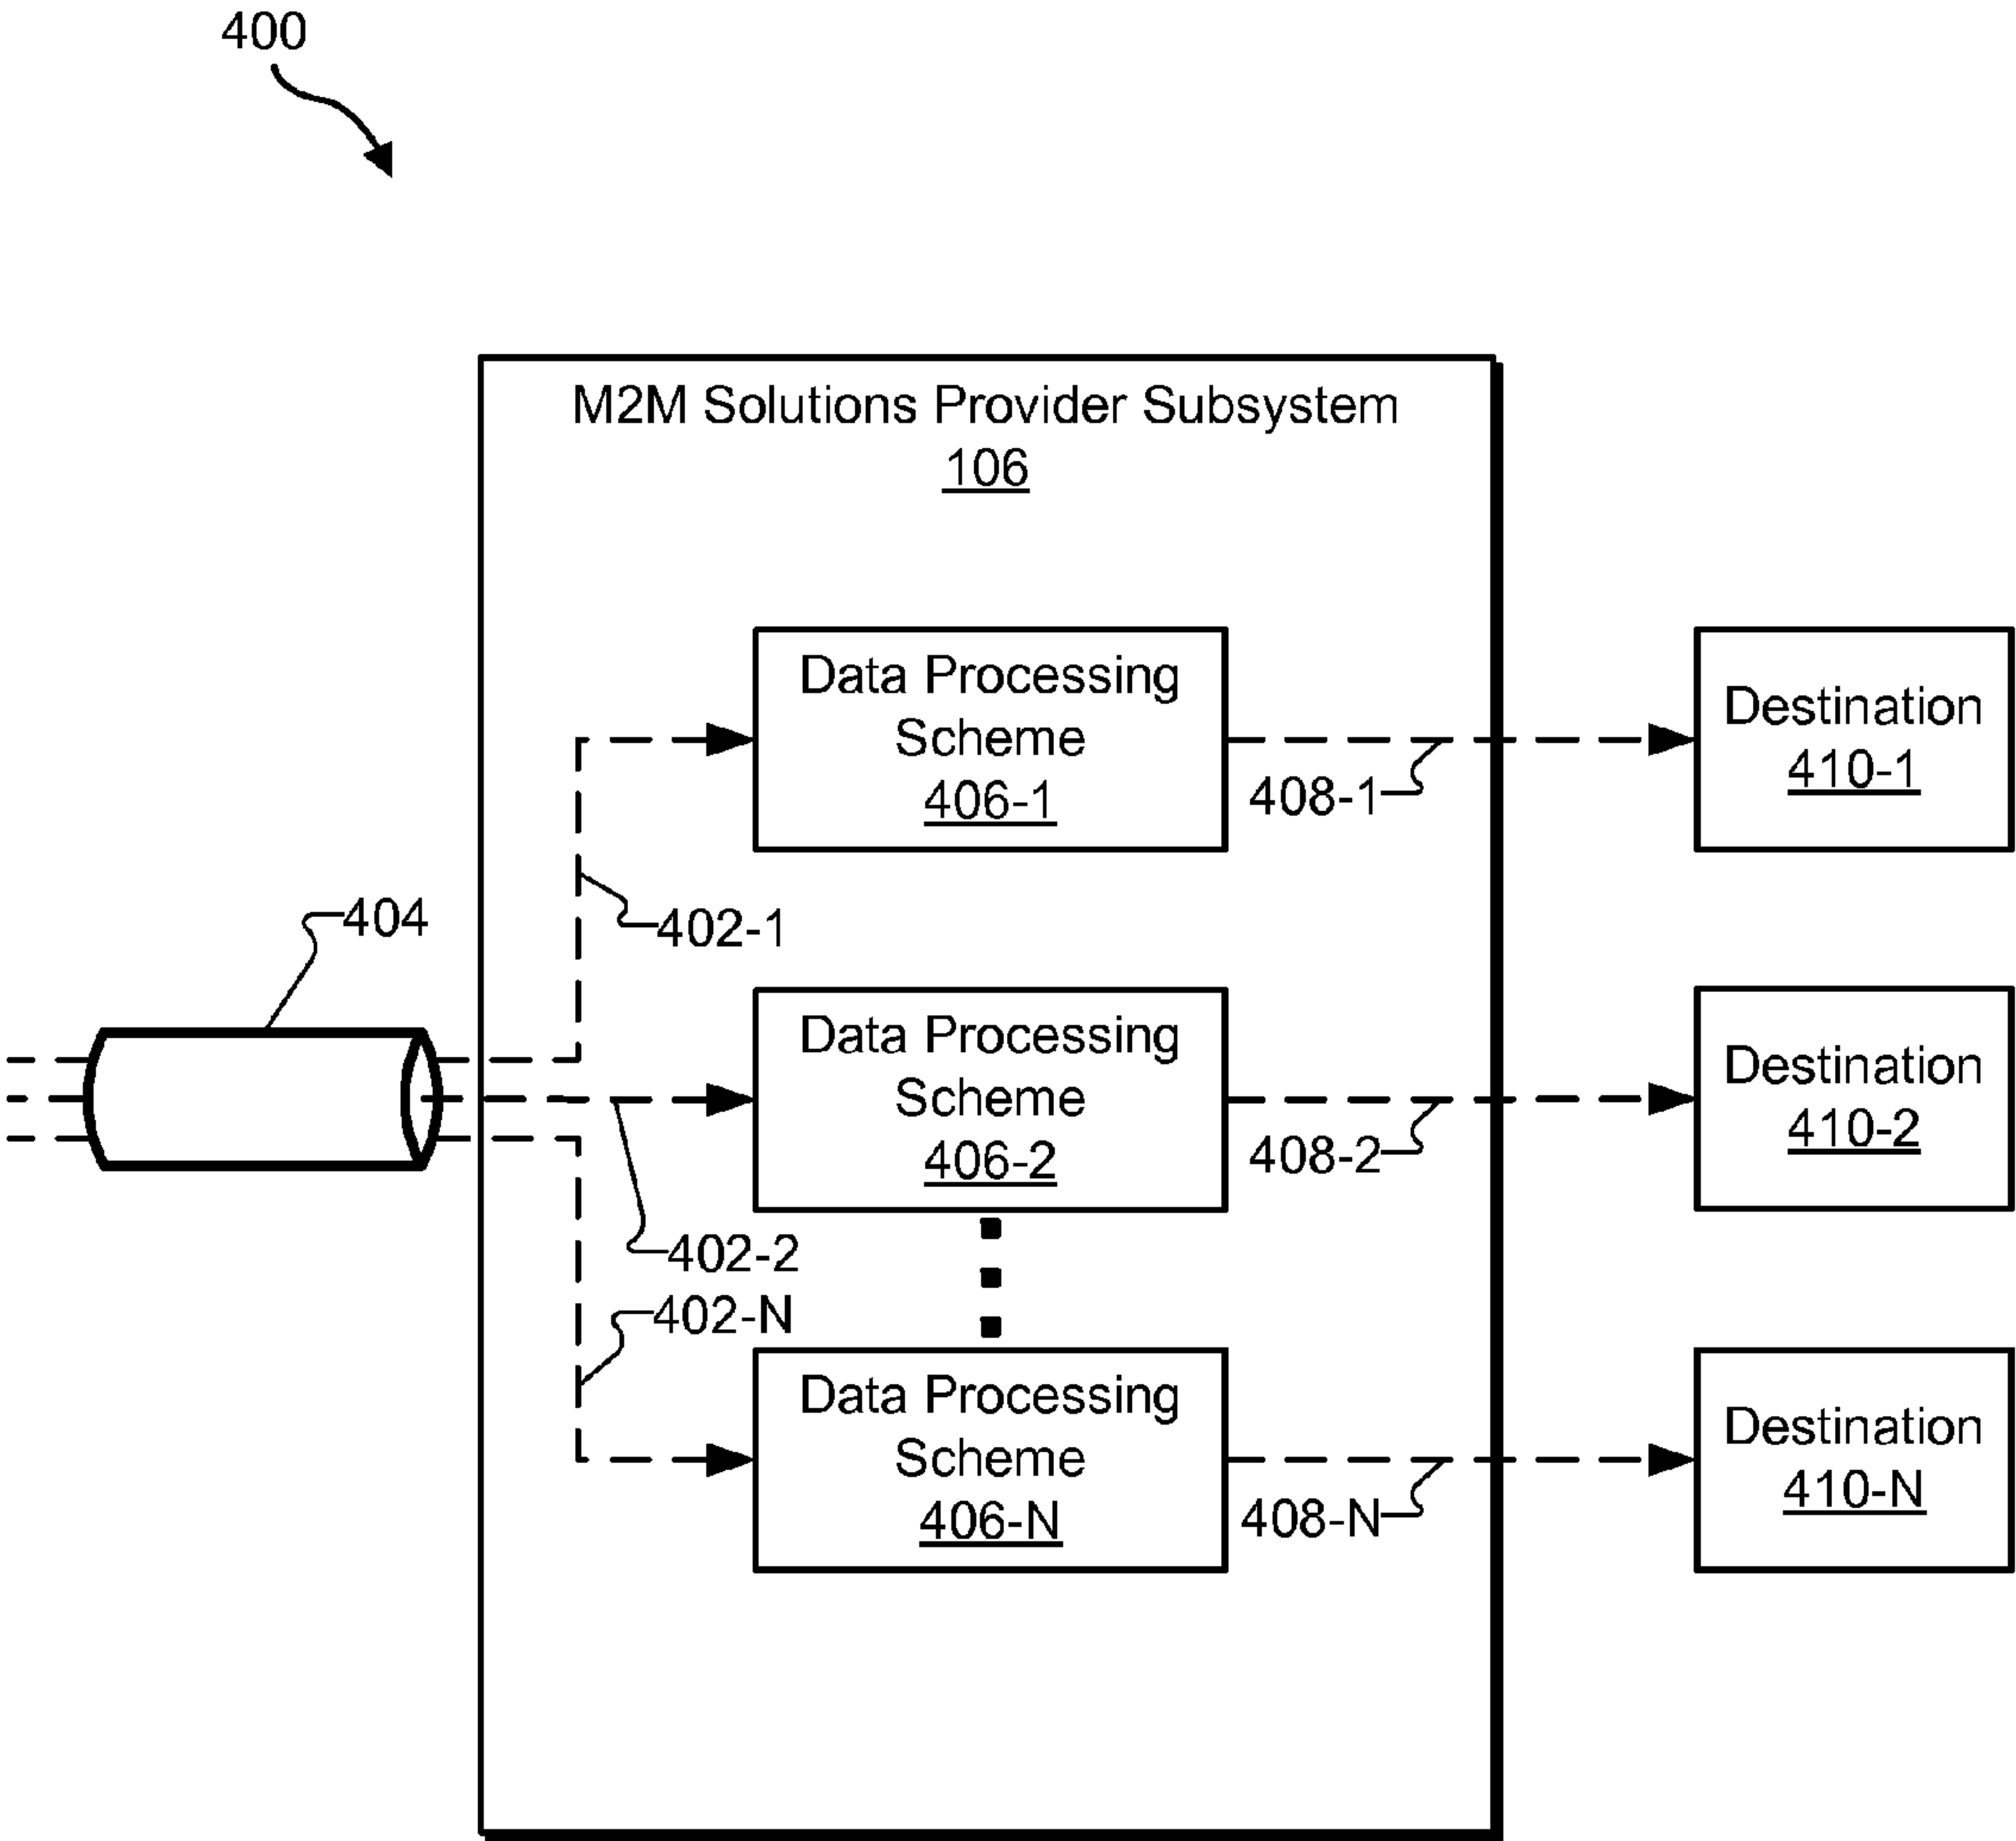 400
M2M Solutions Provider Subsystem
106
Data Processing
Scheme
406-1
408-1
Destination
410-1
402-1
404
Data Processing
Scheme
406-2
408-2
Destination
410-2
402-2
402-N
Data Processing
Scheme
406-N
408-N
Destination
410-N